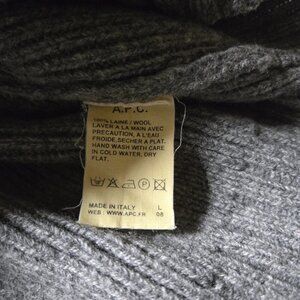 A.P.C.
100% LAINE / WOOL
LAVER A LA MAIN AVEC
PRECAUTION, A L'EAU
FROIDE.SECHER A PLAT.
HAND WASH WITH CARE
IN COLD WATER, DRY
FLAT.
MADE IN ITALY L
WEB : WWW.APC.FR 08